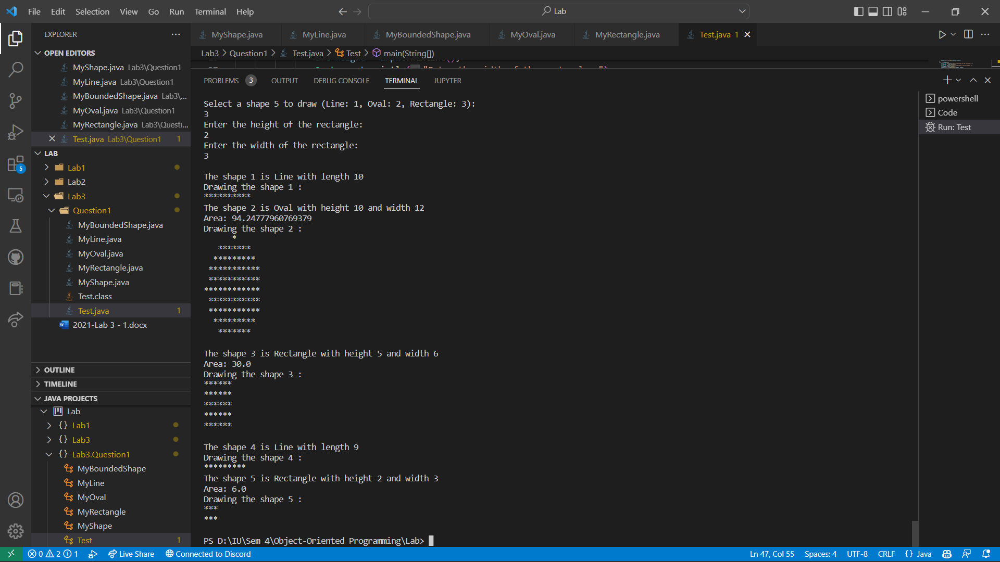 File Edit Selection View Go Run Terminal Help
Lab
EXPLORER
OPEN EDITORS
MyShape.java Lab3\Question1
MyLine.java Lab3\Question1
MyBoundedShape.java Lab3\...
MyOval.java Lab3\Question1
MyRectangle.java Lab3\Questi...
Test.java Lab3\Question1 1
LAB
Lab1
Lab2
Lab3
Question1
MyBoundedShape.java
MyLine.java
MyOval.java
MyRectangle.java
MyShape.java
Test.class
Test.java 1
2021-Lab 3 - 1.docx
OUTLINE
TIMELINE
JAVA PROJECTS
Lab
Lab1
Lab3
Lab3.Question1
MyBoundedShape
MyLine
MyOval
MyRectangle
MyShape
Test 1
5
MyShape.java MyLine.java MyBoundedShape.java MyOval.java MyRectangle.java Test.java 1
Lab3 > Question1 > Test.java > Test > main(String[])
PROBLEMS 3 OUTPUT DEBUG CONSOLE TERMINAL JUPYTER
Select a shape 5 to draw (Line: 1, Oval: 2, Rectangle: 3):
3
Enter the height of the rectangle:
2
Enter the width of the rectangle:
3
The shape 1 is Line with length 10
Drawing the shape 1 :
**********
The shape 2 is Oval with height 10 and width 12
Area: 94.24777960769379
Drawing the shape 2 :
      *
   *******
  *********
 ***********
 ***********
************
 ***********
 ***********
  *********
   *******
The shape 3 is Rectangle with height 5 and width 6
Area: 30.0
Drawing the shape 3 :
******
******
******
******
******
The shape 4 is Line with length 9
Drawing the shape 4 :
*********
The shape 5 is Rectangle with height 2 and width 3
Area: 6.0
Drawing the shape 5 :
***
***
PS D:\IU\Sem 4\Object-Oriented Programming\Lab>
powershell
Code
Run: Test
0 2 1 Live Share Connected to Discord Ln 47, Col 55 Spaces: 4 UTF-8 CRLF {} Java